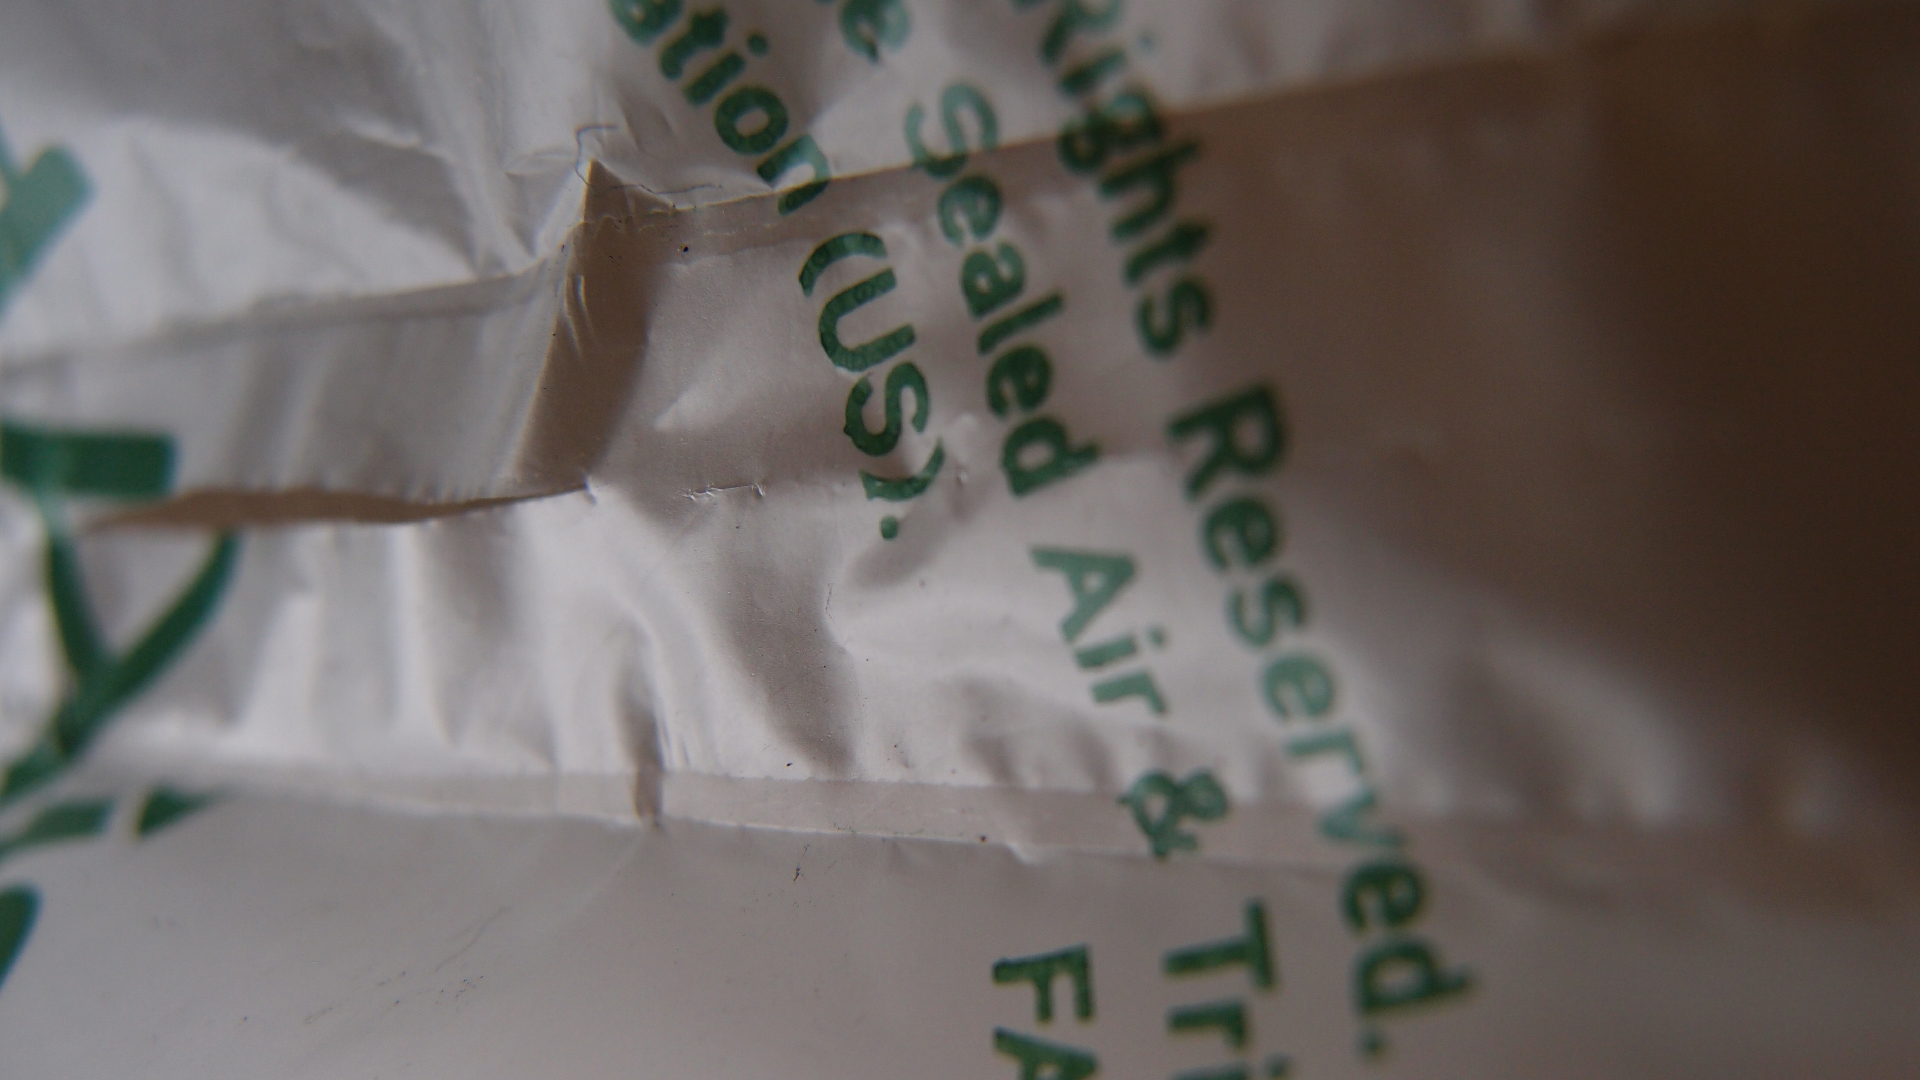 Rights Reserved.
Sealed Air & Tri
ation (US).
FA